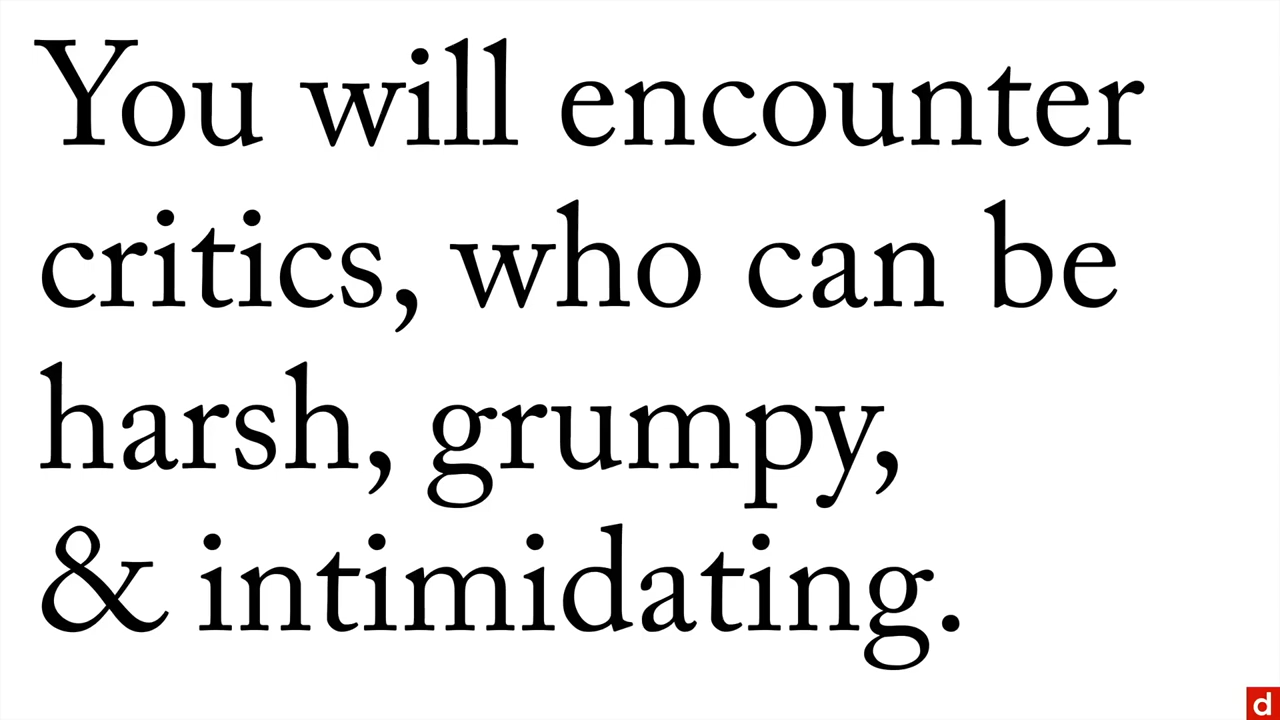 You will encounter
critics, who can be
harsh, grumpy,
& intimidating.
d